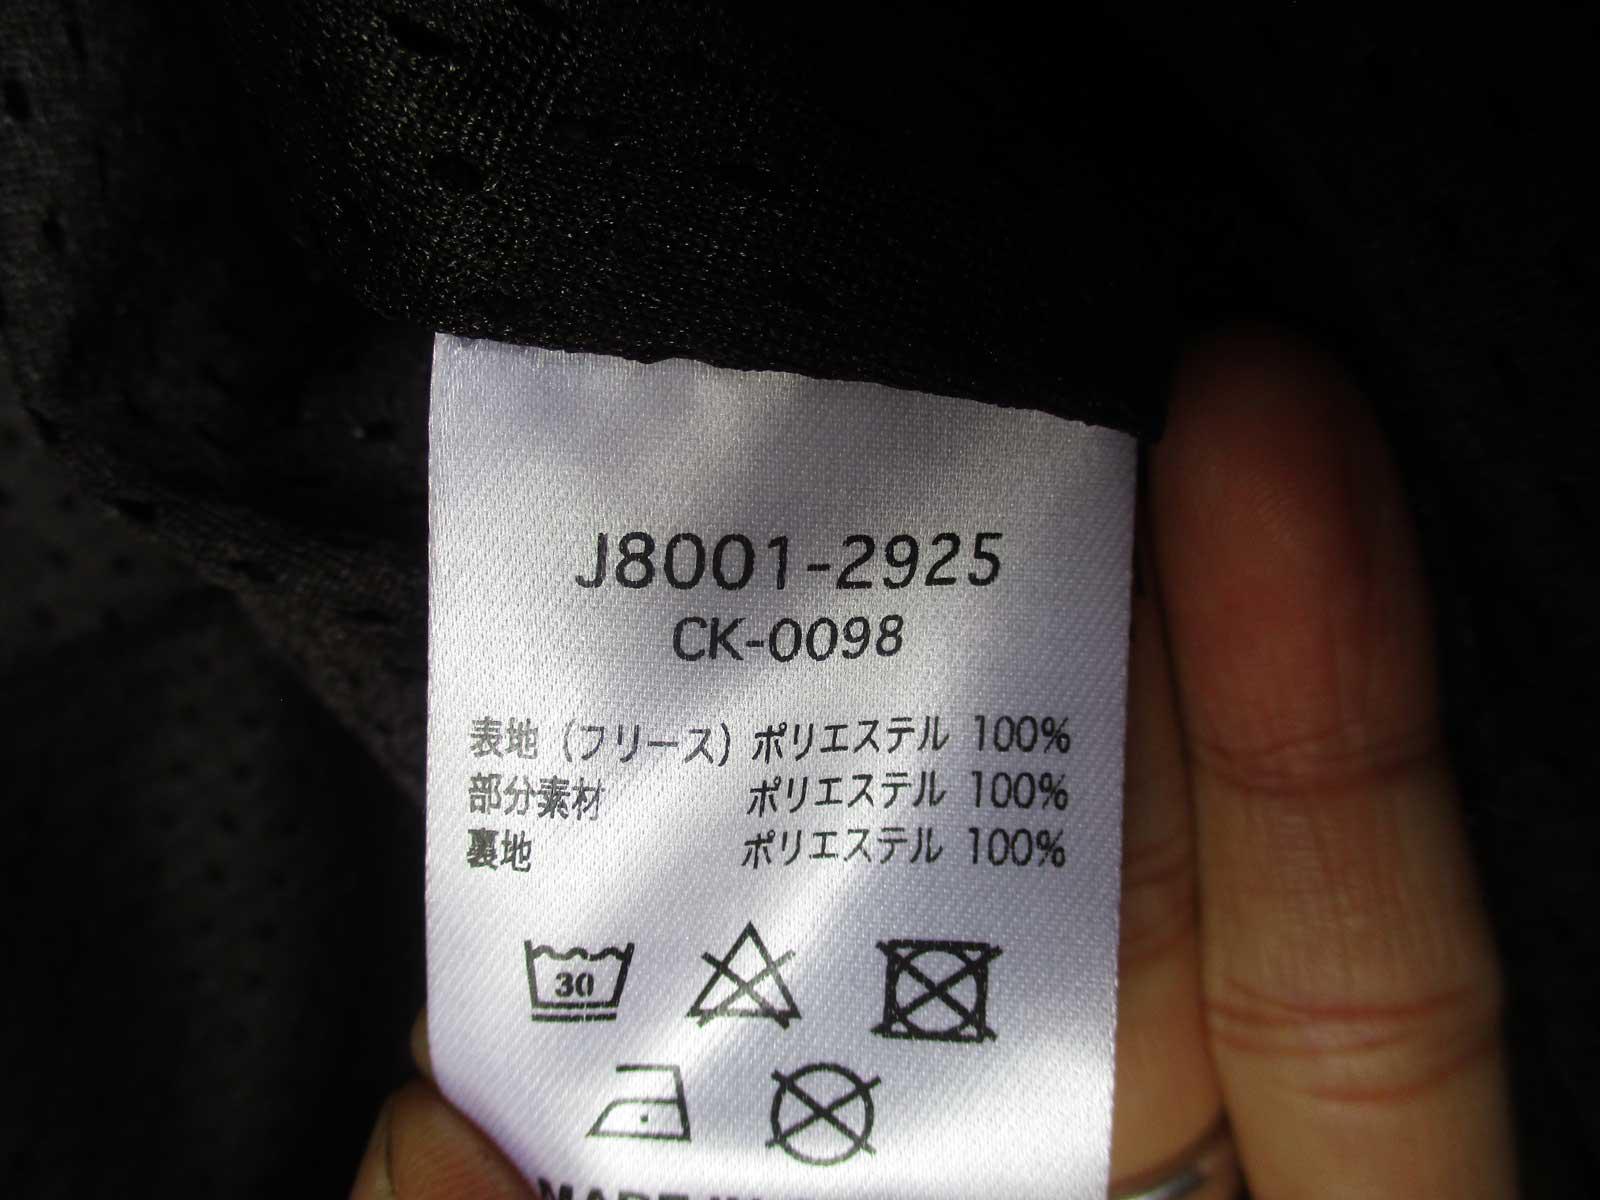 J8001-2925
CK-0098
表地（フリース）ポリエステル 100%
部分素材 ポリエステル 100%
裏地 ポリエステル 100%
30
MADE IN